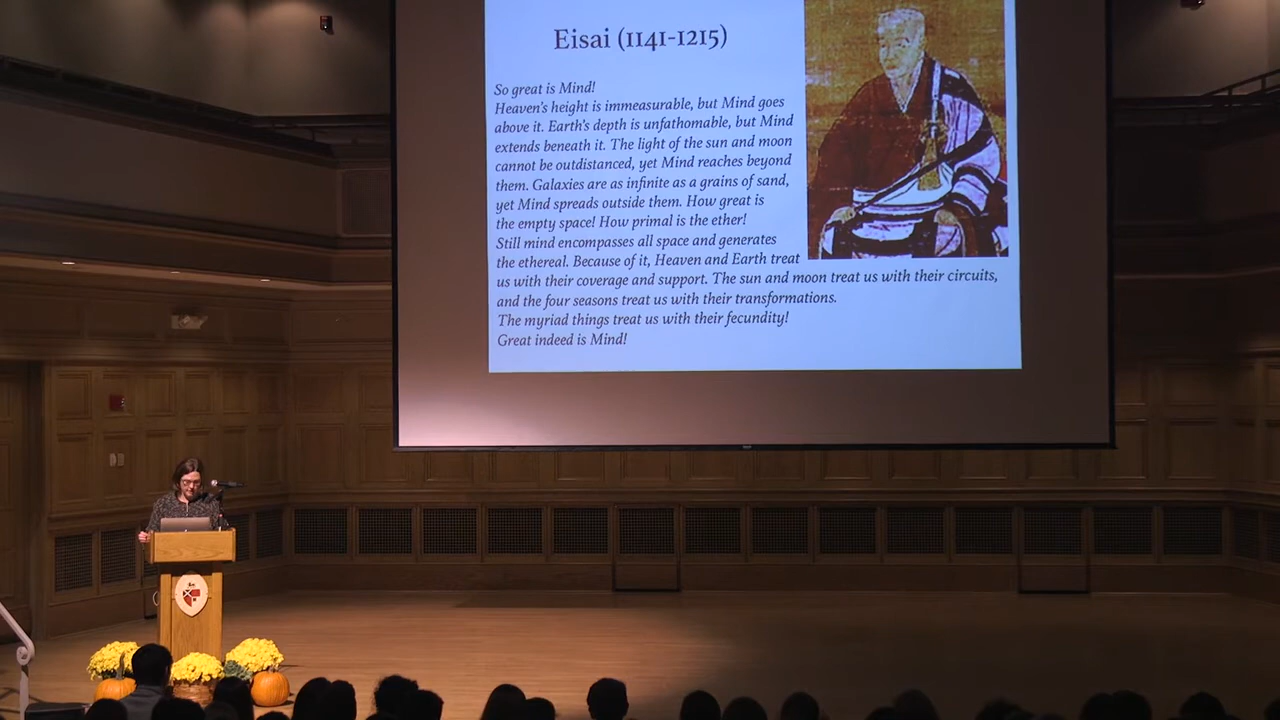 Eisai (1141-1215)
So great is Mind!
Heaven's height is immeasurable, but Mind goes
above it. Earth's depth is unfathomable, but Mind
extends beneath it. The light of the sun and moon
cannot be outdistanced, yet Mind reaches beyond
them. Galaxies are as infinite as a grains of sand,
yet Mind spreads outside them. How great is
the empty space! How primal is the ether!
Still mind encompasses all space and generates
the ethereal. Because of it, Heaven and Earth treat
us with their coverage and support. The sun and moon treat us with their circuits,
and the four seasons treat us with their transformations.
The myriad things treat us with their fecundity!
Great indeed is Mind!